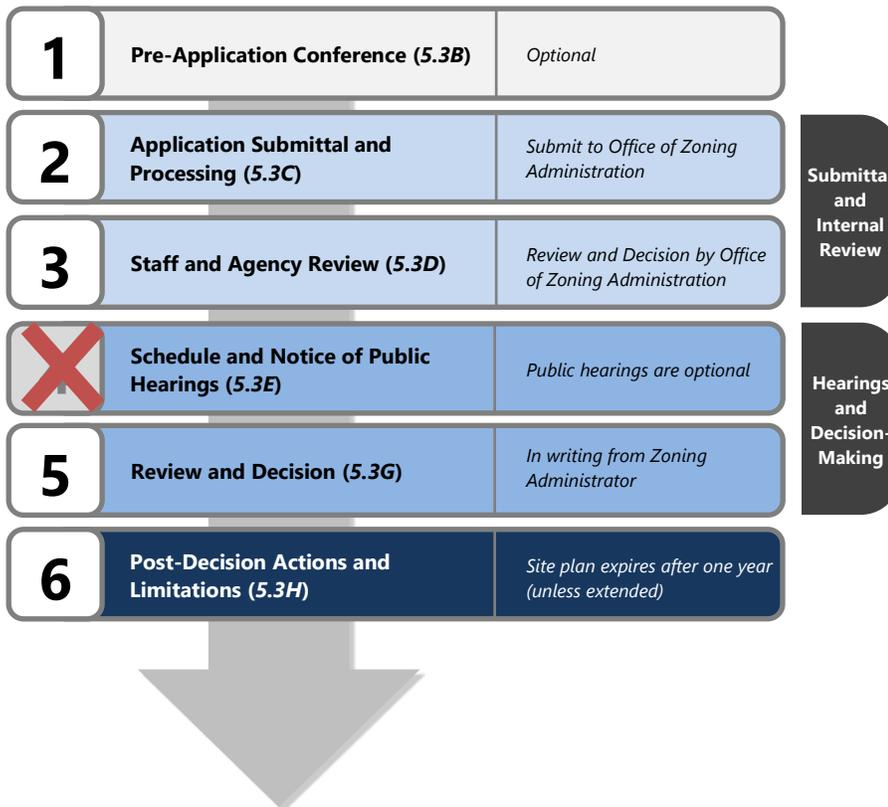 1
Pre-Application Conference (5.3B)
Optional
2
Application Submittal and
Processing (5.3C)
Submit to Office of Zoning
Administration
Submitta
and
Internal
Review
3
Staff and Agency Review (5.3D)
Review and Decision by Office
of Zoning Administration
Schedule and Notice of Public
Hearings (5.3E)
Public hearings are optional
Hearings
and
Decision-
Making
5
Review and Decision (5.3G)
In writing from Zoning
Administrator
6
Post-Decision Actions and
Limitations (5.3H)
Site plan expires after one year
(unless extended)